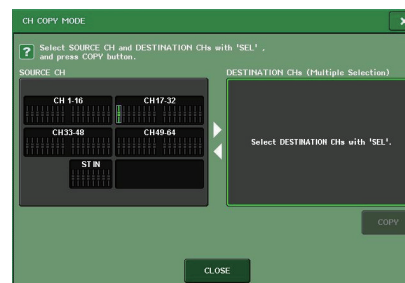 CH COPY MODE
×
? Select SOURCE CH and DESTINATION CHs with 'SEL' .
and press COPY button.
SOURCE CH
DESTINATION CHs (Multiple Selection)
CH 1-16
CH17-32
CH33-48
CH49-64
ST IN
Select DESTINATION CHs with 'SEL'.
COPY
CLOSE